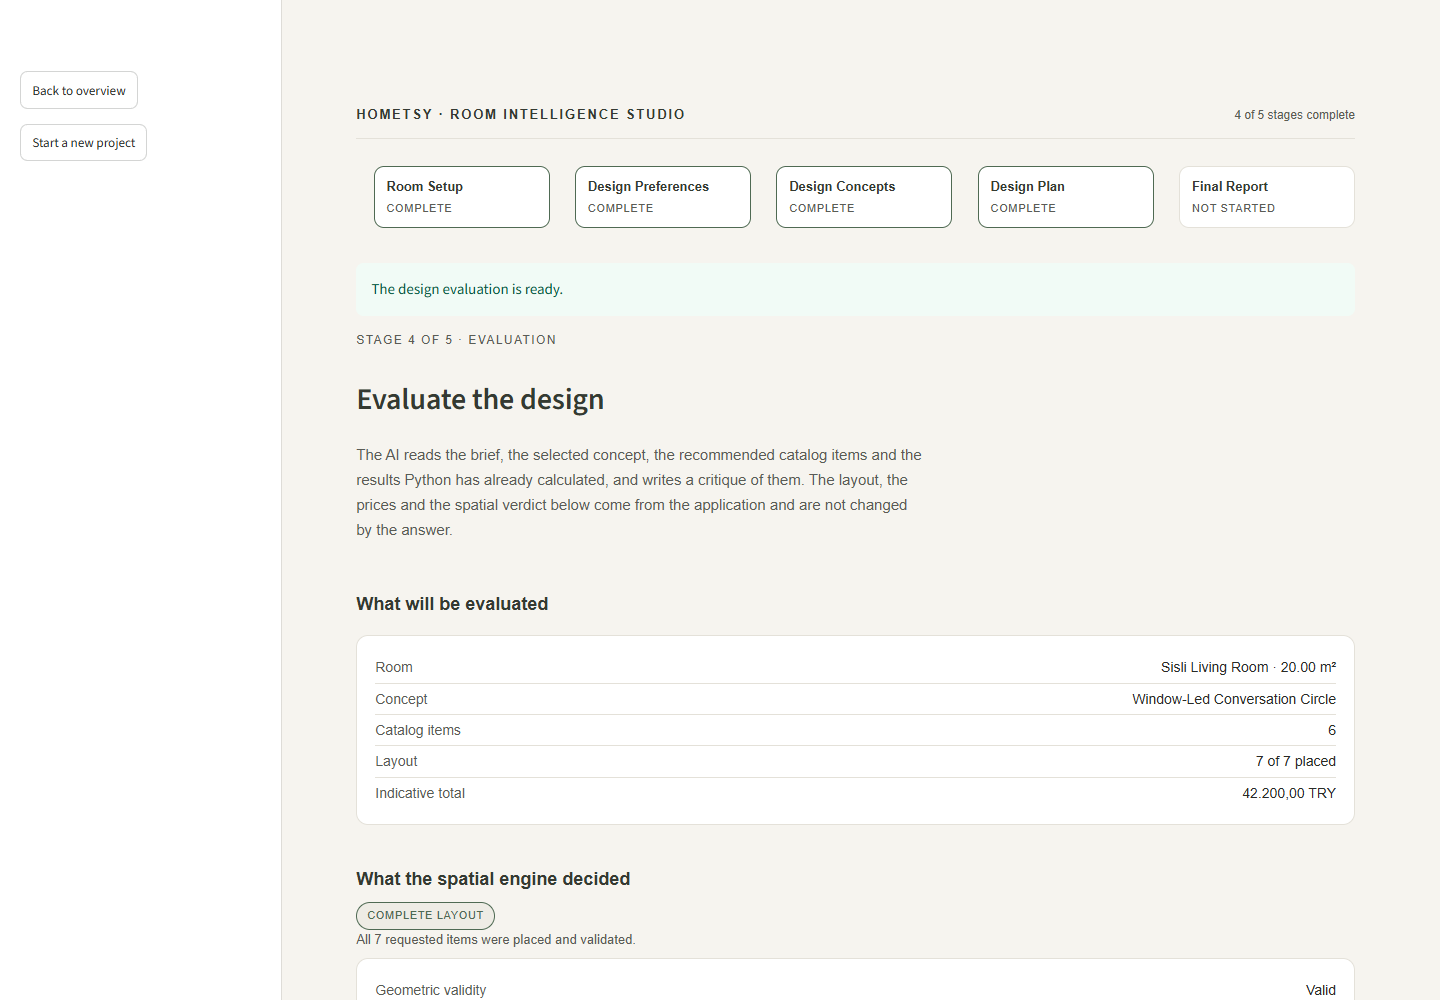 Back to overview
Start a new project
HOMETSY · ROOM INTELLIGENCE STUDIO
4 of 5 stages complete
Room Setup
COMPLETE
Design Preferences
COMPLETE
Design Concepts
COMPLETE
Design Plan
COMPLETE
Final Report
NOT STARTED
The design evaluation is ready.
STAGE 4 OF 5 · EVALUATION
Evaluate the design
The AI reads the brief, the selected concept, the recommended catalog items and the
results Python has already calculated, and writes a critique of them. The layout, the
prices and the spatial verdict below come from the application and are not changed
by the answer.
What will be evaluated
Room
Sisli Living Room · 20.00 m²
Concept
Window-Led Conversation Circle
Catalog items
6
Layout
7 of 7 placed
Indicative total
42.200,00 TRY
What the spatial engine decided
COMPLETE LAYOUT
All 7 requested items were placed and validated.
Geometric validity
Valid